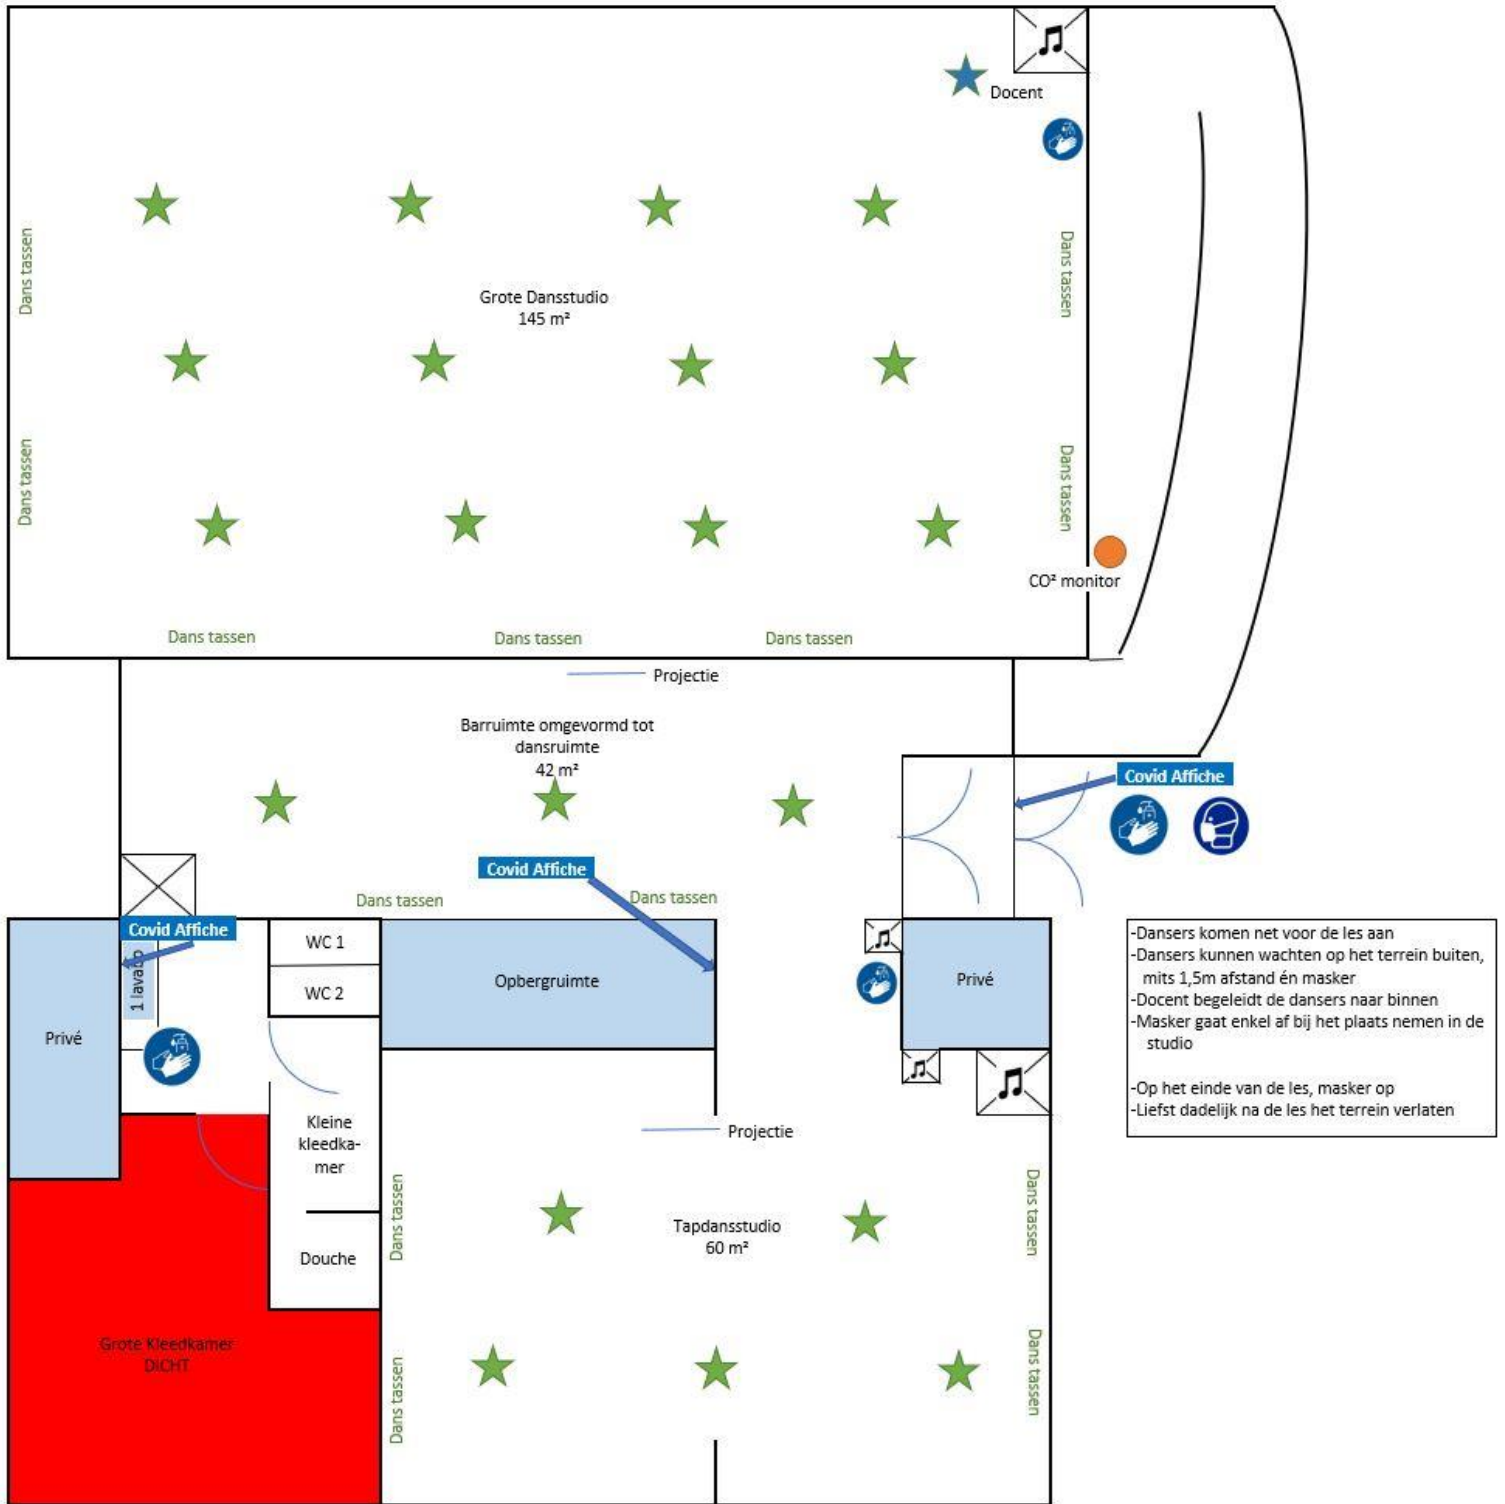 Docent
Dans tassen
Dans tassen
Grote Dansstudio
145 m²
Dans tassen
Dans tassen
CO² monitor
Dans tassen
Dans tassen
Dans tassen
Projectie
Barruimte omgevormd tot
dansruimte
42 m²
Covid Affiche
Covid Affiche
Dans tassen
Dans tassen
Covid Affiche
1 lavabo
WC 1
WC 2
Opbergruimte
Privé
Privé
-Dansers komen net voor de les aan
-Dansers kunnen wachten op het terrein buiten,
mits 1,5m afstand én masker
-Docent begeleidt de dansers naar binnen
-Masker gaat enkel af bij het plaats nemen in de
studio
-Op het einde van de les, masker op
-Liefst dadelijk na de les het terrein verlaten
Kleine
kleedka-
mer
Projectie
Dans tassen
Dans tassen
Tapdansstudio
60 m²
Douche
Grote Kleedkamer
DICHT
Dans tassen
Dans tassen